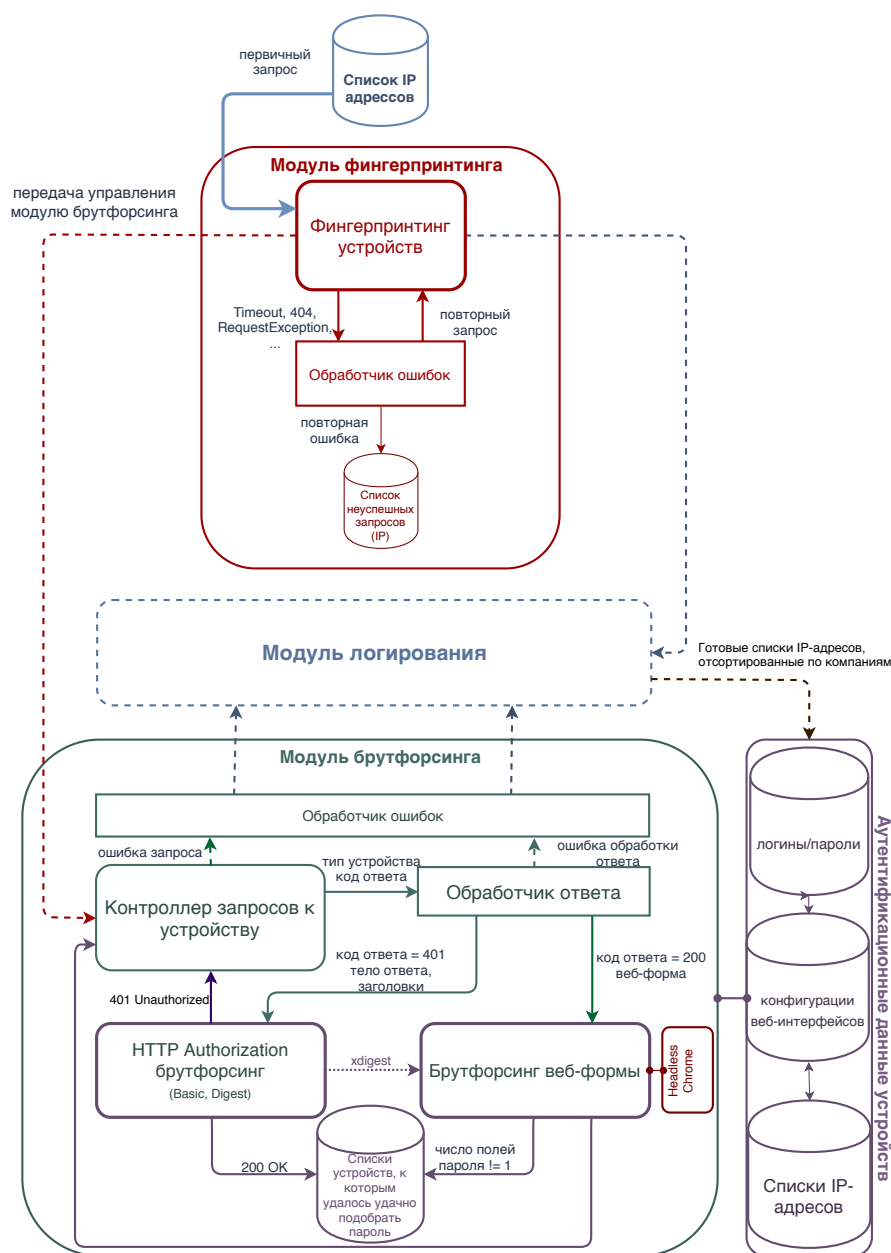 первичный
запрос
Список IP
адрессов
Модуль фингерпринтинга
передача управления
модулю брутфорсинга
Фингерпринтинг
устройств
Timeout, 404,
RequestException,
...
повторный
запрос
Обработчик ошибок
повторная
ошибка
Список
неуспешных
запросов
(IP)
Модуль логирования
Готовые списки IP-адресов,
отсортированные по компаниям
Модуль брутфорсинга
Обработчик ошибок
ошибка запроса
тип устройства
код ответа
ошибка обработки
ответа
Контроллер запросов к
устройству
Обработчик ответа
код ответа = 401
тело ответа,
заголовки
код ответа = 200
веб-форма
401 Unauthorized
HTTP Authorization
брутфорсинг
(Basic, Digest)
xdigest
Брутфорсинг веб-формы
Headless
Chrome
200 OK
Списки
устройств, к
которым
удалось удачно
подобрать
пароль
число полей
пароля != 1
логины/пароли
конфигурации
веб-интерфейсов
Списки IP-
адресов
Аутентификационные данные устройств